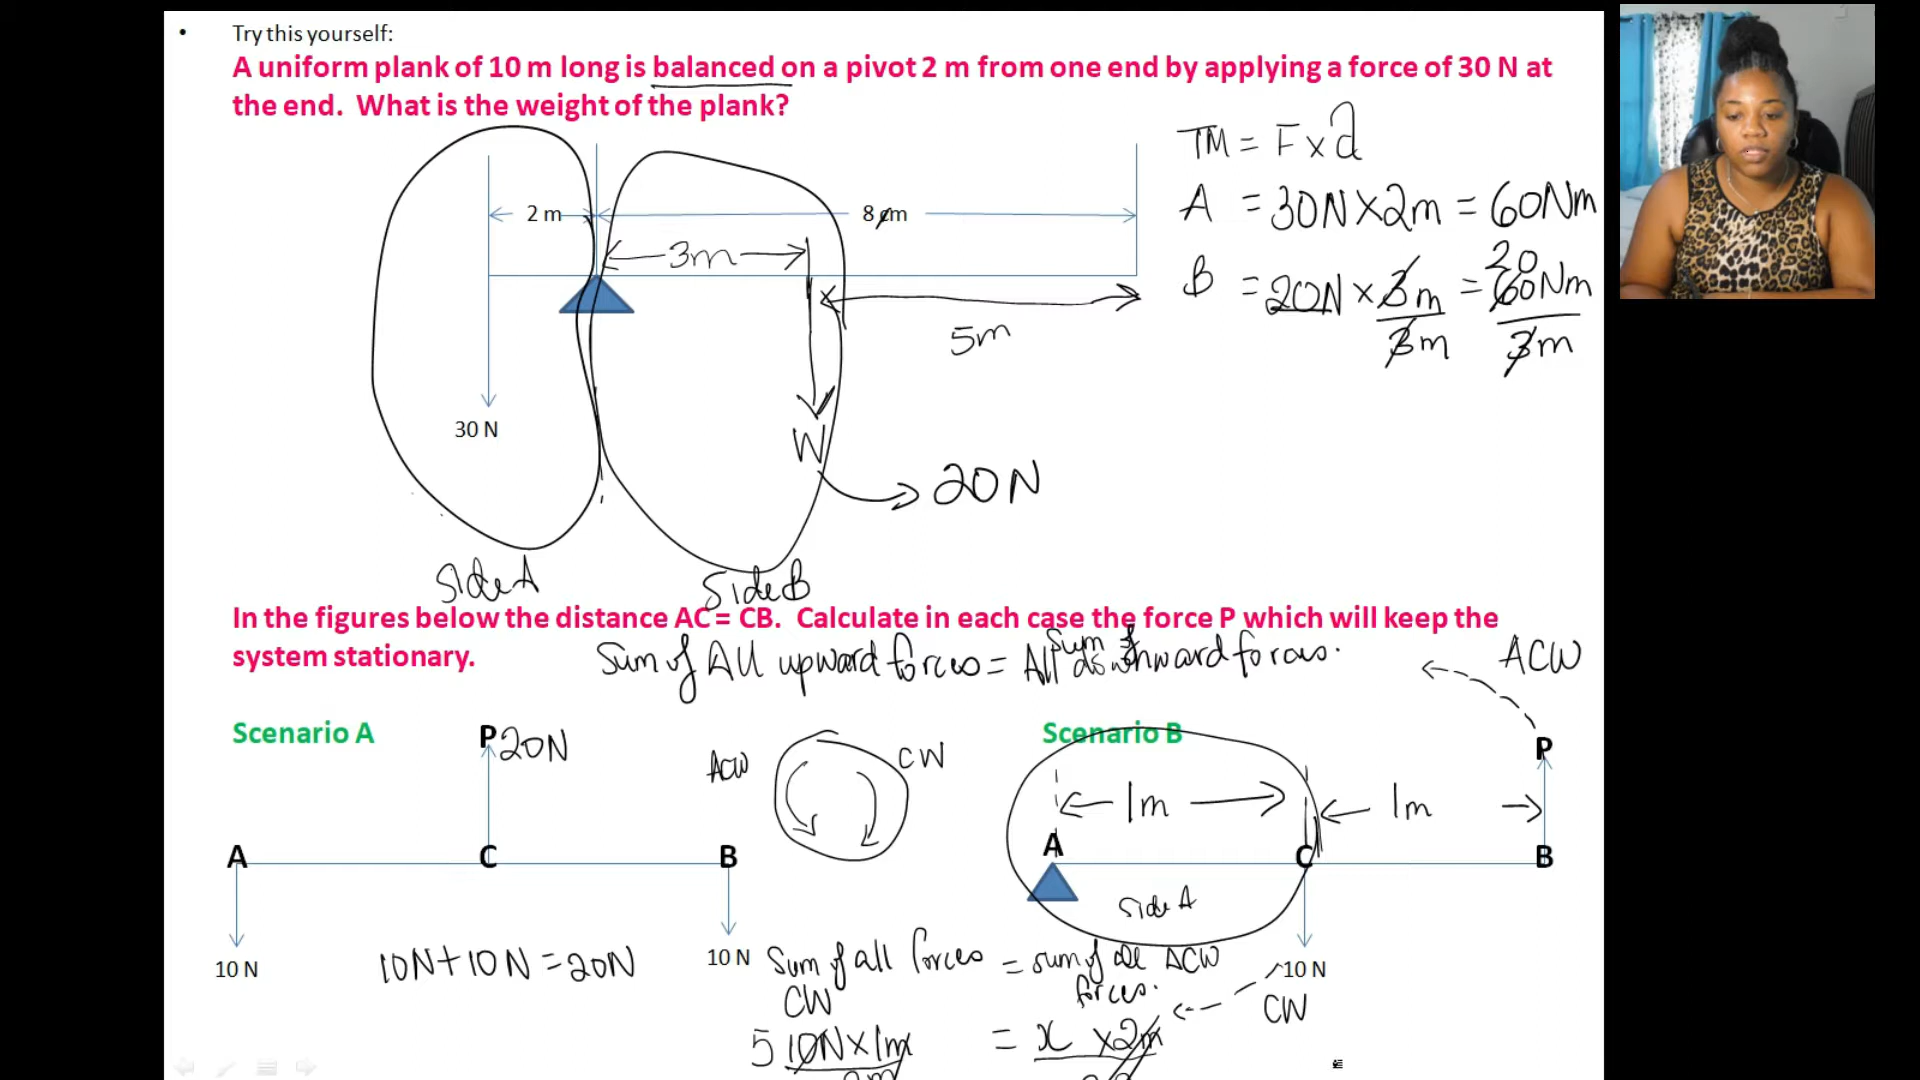 • Try this yourself:
A uniform plank of 10 m long is balanced on a pivot 2 m from one end by applying a force of 30 N at
the end. What is the weight of the plank?
TM = F x d
A = 30N x 2m = 60Nm
2 m
8 cm
3m
20
B = 20N x 3m = 60Nm
3m 3m
5m
30 N
W
20N
Side A
Side B
In the figures below the distance AC = CB. Calculate in each case the force P which will keep the
system stationary.
Sum of All upward forces = All sum of downward forces.
ACW
Scenario A
P 20N
ACW
CW
Scenario B
P
1m
1m
A
C
B
A
C
B
Side A
10 N
10N + 10N = 20N
10 N
Sum of all forces = sum of all ACW
CW
forces.
10 N
CW
5 10N x 1m = x x 2m